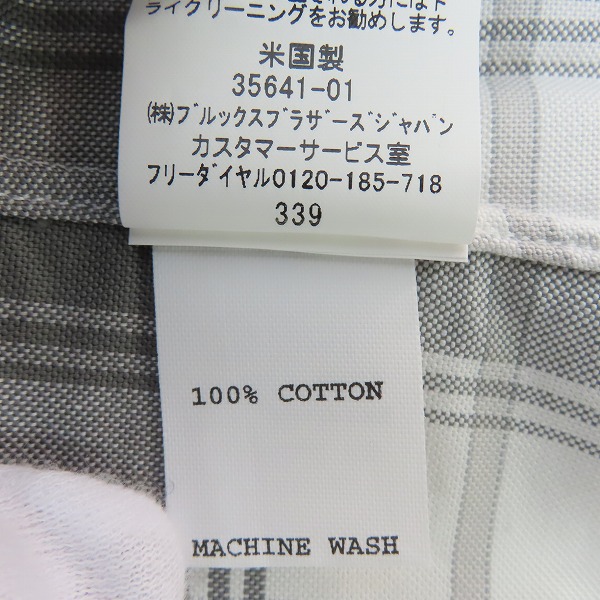 ライクリーニングをお勧めします。
米国製
35641-01
㈱ブルックスブラザーズジャパン
カスタマーサービス室
フリーダイヤル0120-185-718
339
100% COTTON
MACHINE WASH